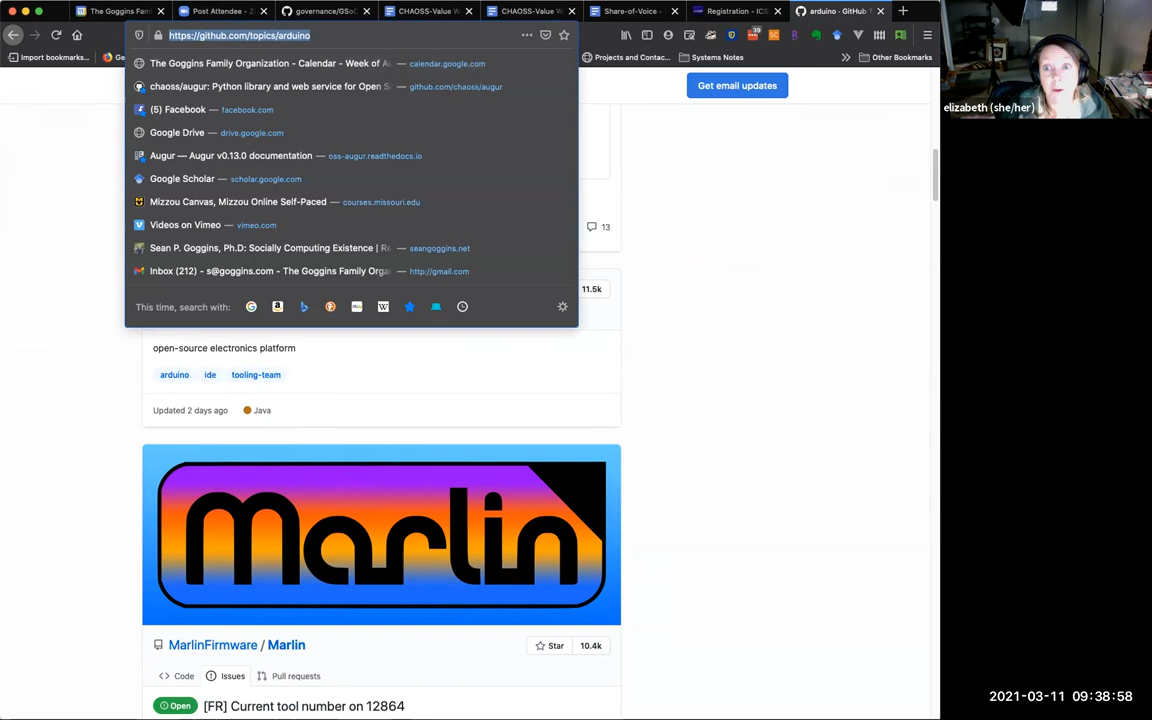 The Goggins Fam
Post Attendee - Z
governance/GSoC
CHAOSS-Value W
CHAOSS-Value W
Share-of-Voice -
Registration - ICS
arduino · GitHub T
https://github.com/topics/arduino
39
Import bookmarks...
Ge
Projects and Contac...
Systems Notes
Other Bookmarks
The Goggins Family Organization - Calendar - Week of Au — calendar.google.com
chaoss/augur: Python library and web service for Open S — github.com/chaoss/augur
(5) Facebook — facebook.com
Google Drive — drive.google.com
Augur — Augur v0.13.0 documentation — oss-augur.readthedocs.io
Google Scholar — scholar.google.com
Mizzou Canvas, Mizzou Online Self-Paced — courses.missouri.edu
Videos on Vimeo — vimeo.com
Sean P. Goggins, Ph.D: Socially Computing Existence | Re — seangoggins.net
Inbox (212) - s@goggins.com - The Goggins Family Orga — http://gmail.com
This time, search with:
Get email updates
13
11.5k
open-source electronics platform
arduino ide tooling-team
Updated 2 days ago Java
Marlin
MarlinFirmware / Marlin
Star 10.4k
Code Issues Pull requests
Open [FR] Current tool number on 12864
elizabeth (she/her)
2021-03-11 09:38:58